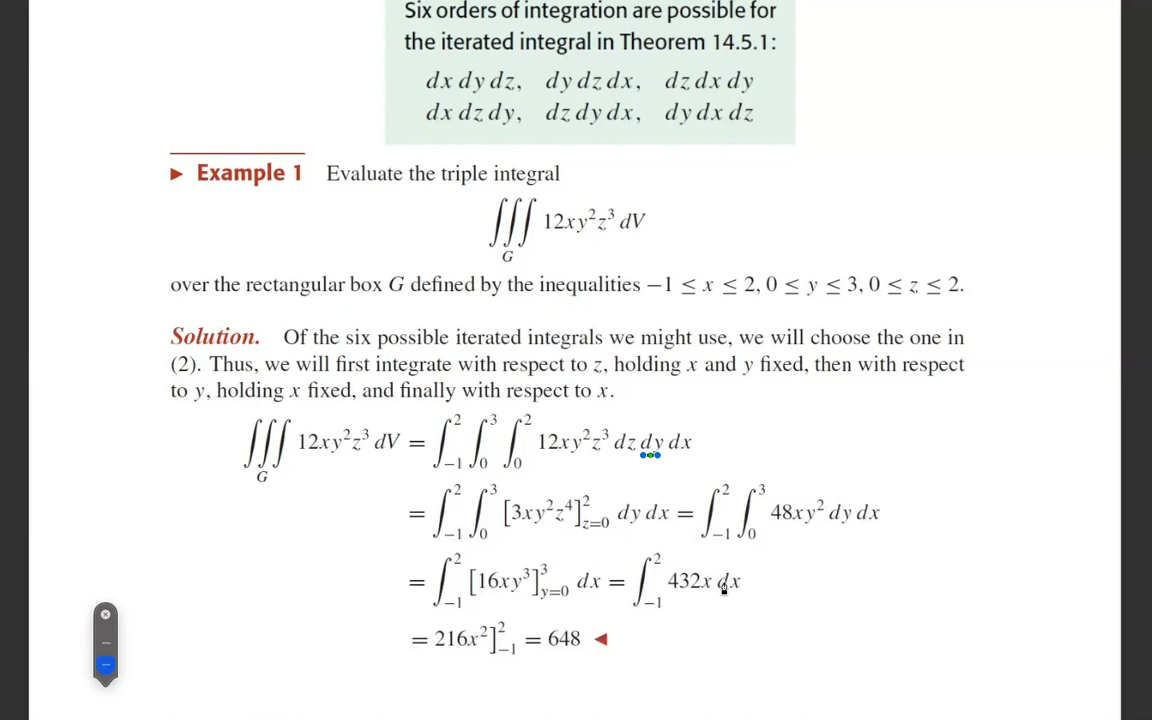 Six orders of integration are possible for
the iterated integral in Theorem 14.5.1:
dx dy dz, dy dz dx, dz dx dy
dx dz dy, dz dy dx, dy dx dz
► Example 1 Evaluate the triple integral
∭_G 12xy²z³ dV
over the rectangular box G defined by the inequalities −1 ≤ x ≤ 2, 0 ≤ y ≤ 3, 0 ≤ z ≤ 2.
Solution. Of the six possible iterated integrals we might use, we will choose the one in
(2). Thus, we will first integrate with respect to z, holding x and y fixed, then with respect
to y, holding x fixed, and finally with respect to x.
∭_G 12xy²z³ dV = ∫_{−1}^{2} ∫_{0}^{3} ∫_{0}^{2} 12xy²z³ dz dy dx
= ∫_{−1}^{2} ∫_{0}^{3} [3xy²z⁴]_{z=0}^{2} dy dx = ∫_{−1}^{2} ∫_{0}^{3} 48xy² dy dx
= ∫_{−1}^{2} [16xy³]_{y=0}^{3} dx = ∫_{−1}^{2} 432x dx
= 216x²]_{−1}^{2} = 648 ◄